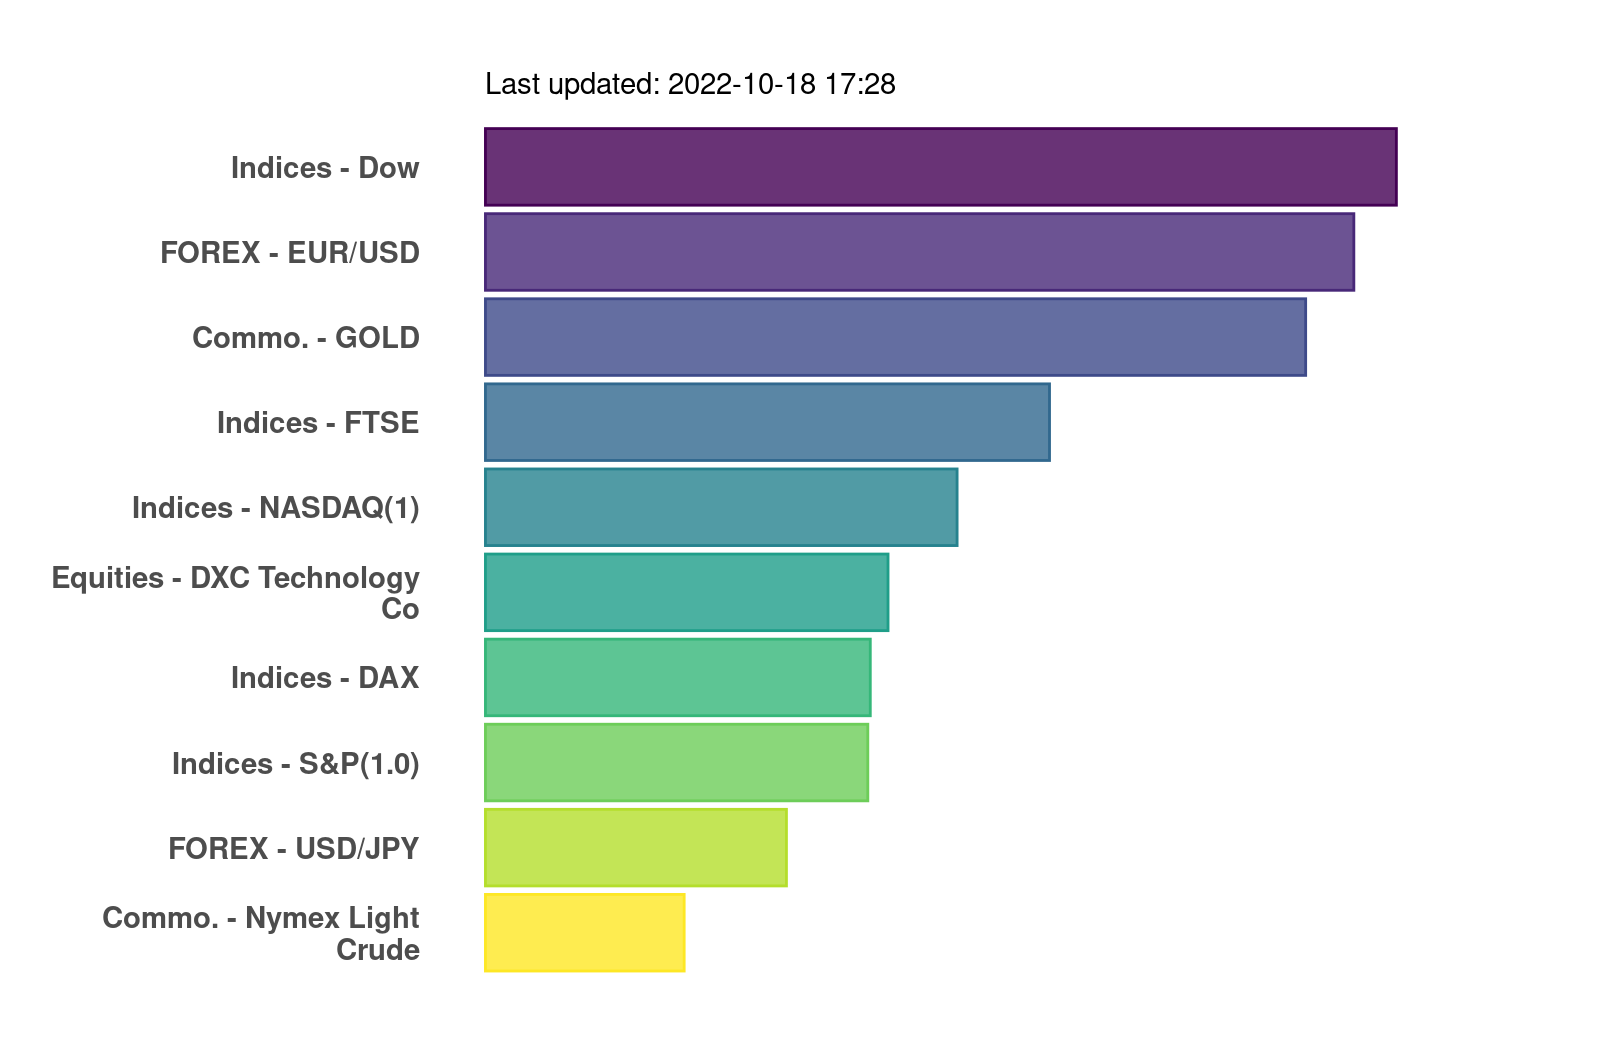 Last updated: 2022-10-18 17:28
Indices - Dow
FOREX - EUR/USD
Commo. - GOLD
Indices - FTSE
Indices - NASDAQ(1)
Equities - DXC Technology
Co
Indices - DAX
Indices - S&P(1.0)
FOREX - USD/JPY
Commo. - Nymex Light
Crude